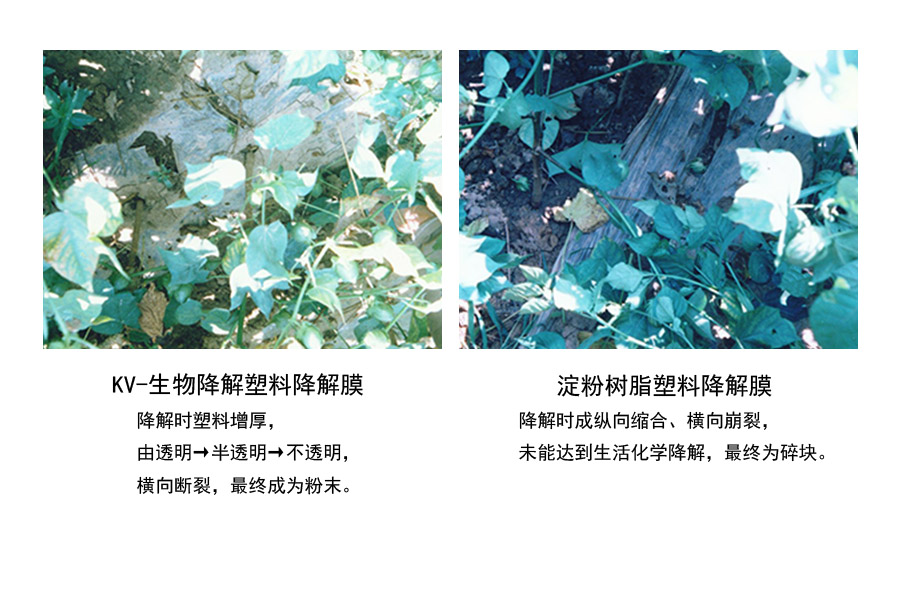 KV-生物降解塑料降解膜
降解时塑料增厚，
由透明→半透明→不透明，
横向断裂，最终成为粉末。
淀粉树脂塑料降解膜
降解时成纵向缩合、横向崩裂，
未能达到生活化学降解，最终为碎块。